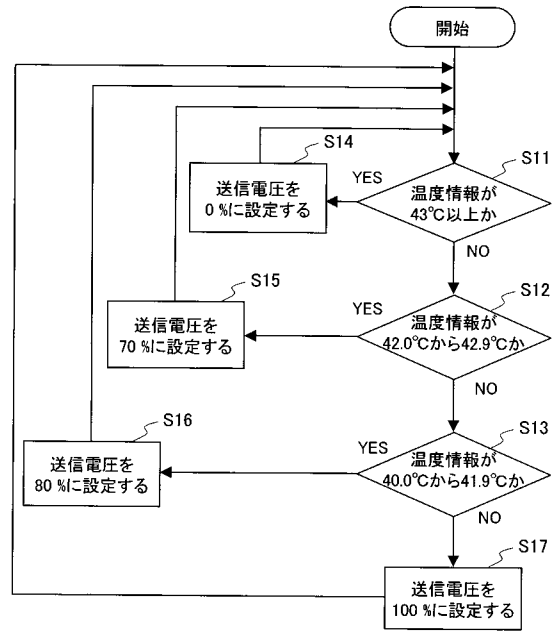 開始
S14
送信電圧を
0 %に設定する
YES
S11
温度情報が
43℃以上か
NO
S15
送信電圧を
70 %に設定する
YES
S12
温度情報が
42.0℃から42.9℃か
NO
S16
送信電圧を
80 %に設定する
YES
S13
温度情報が
40.0℃から41.9℃か
NO
S17
送信電圧を
100 %に設定する